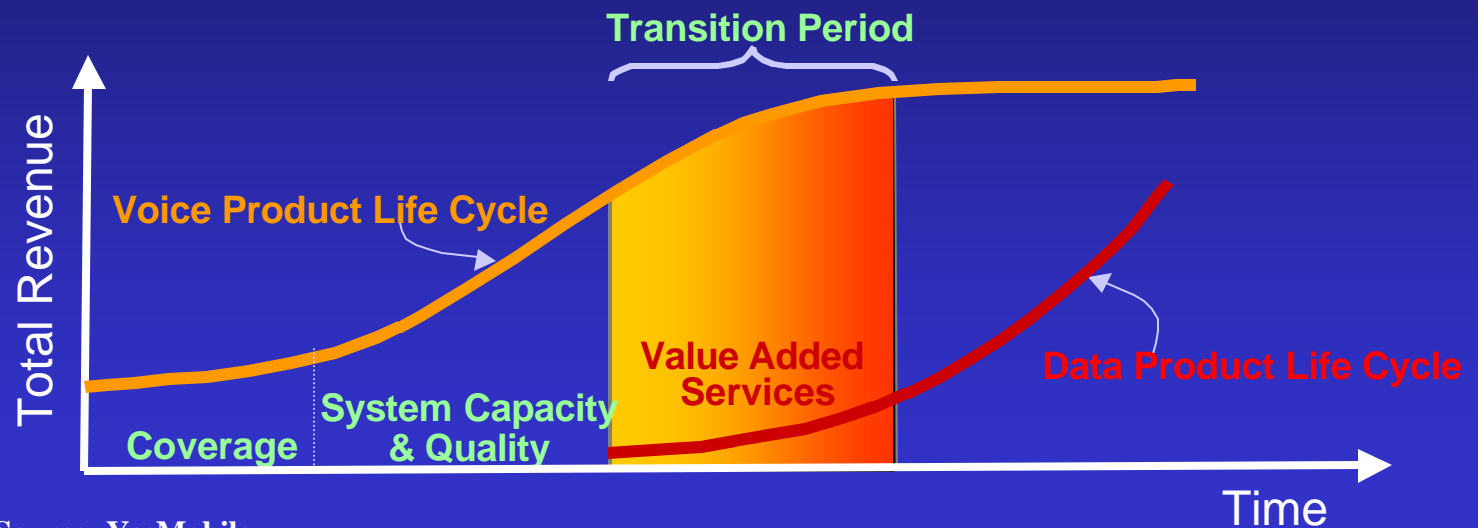 Transition Period
Total Revenue
Voice Product Life Cycle
Value Added
Services
Data Product Life Cycle
System Capacity
& Quality
Coverage
Time